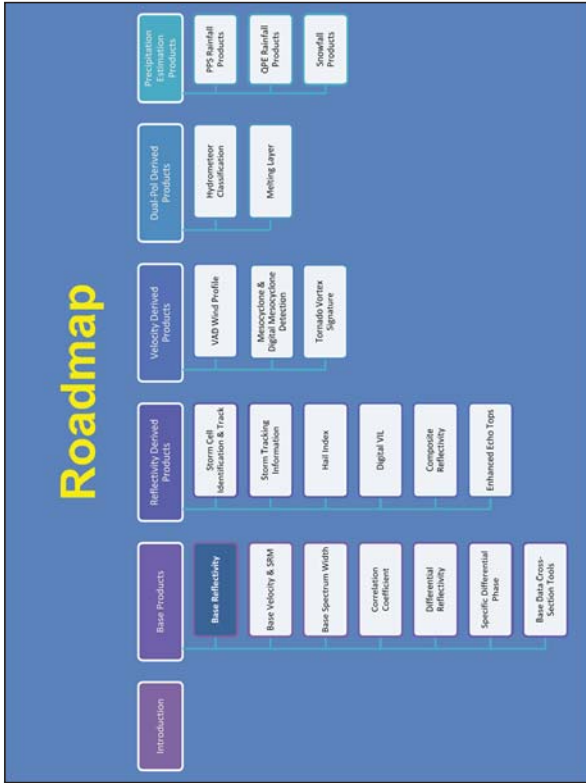 Roadmap
Introduction
Base Products
Base Reflectivity
Base Velocity & SRM
Base Spectrum Width
Correlation
Coefficient
Differential
Reflectivity
Specific Differential
Phase
Base Data Cross-
Section Tools
Reflectivity Derived
Products
Storm Cell
Identification & Track
Storm Tracking
Information
Hail Index
Digital VIL
Composite
Reflectivity
Enhanced Echo Tops
Velocity Derived
Products
VAD Wind Profile
Mesocyclone &
Digital Mesocyclone
Detection
Tornado Vortex
Signature
Dual-Pol Derived
Products
Hydrometeor
Classification
Melting Layer
Precipitation
Estimation
Products
PPS Rainfall
Products
QPE Rainfall
Products
Snowfall
Products